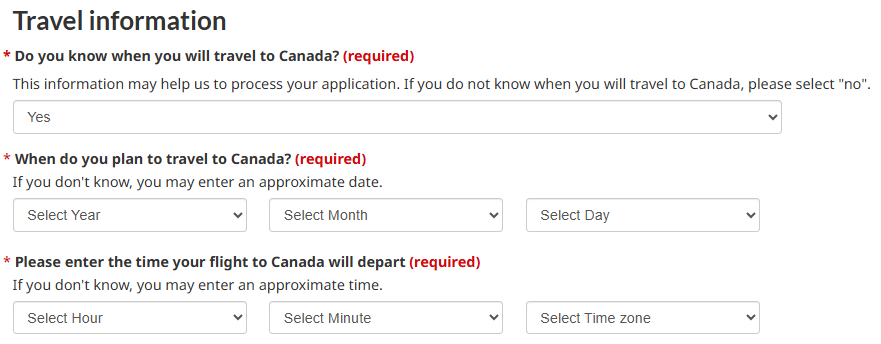 Travel information
* Do you know when you will travel to Canada? (required)
This information may help us to process your application. If you do not know when you will travel to Canada, please select "no".
Yes
* When do you plan to travel to Canada? (required)
If you don't know, you may enter an approximate date.
Select Year Select Month Select Day
* Please enter the time your flight to Canada will depart (required)
If you don't know, you may enter an approximate time.
Select Hour Select Minute Select Time zone